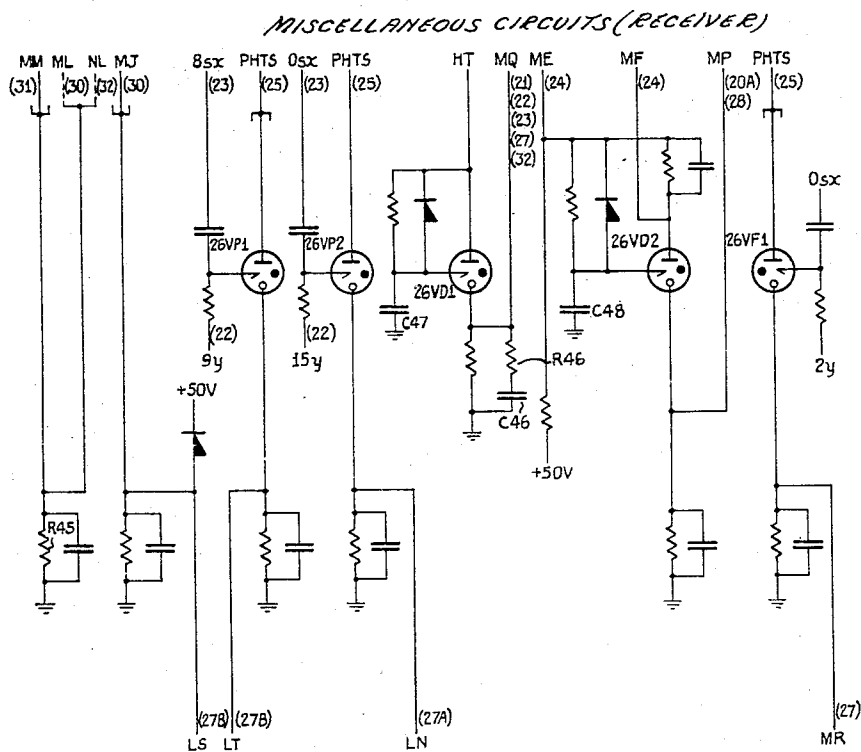 MISCELLANEOUS CIRCUITS (RECEIVER)
MM ML NL MJ 8sx PHTS 0sx PHTS HT MQ ME MF MP PHTS
(31) (30) (32) (30) (23) (25) (23) (25) (21) (24) (24) (20A) (25)
(22) (28)
(23)
(27)
(32)
0sx
26VP1 26VP2 26VD1 26VD2 26VF1
C47 C48
(22) (22)
9y 15y R46 2y
+50V C46
+50V
R45
(27B) (27B) (27A) (27)
LS LT LN MR